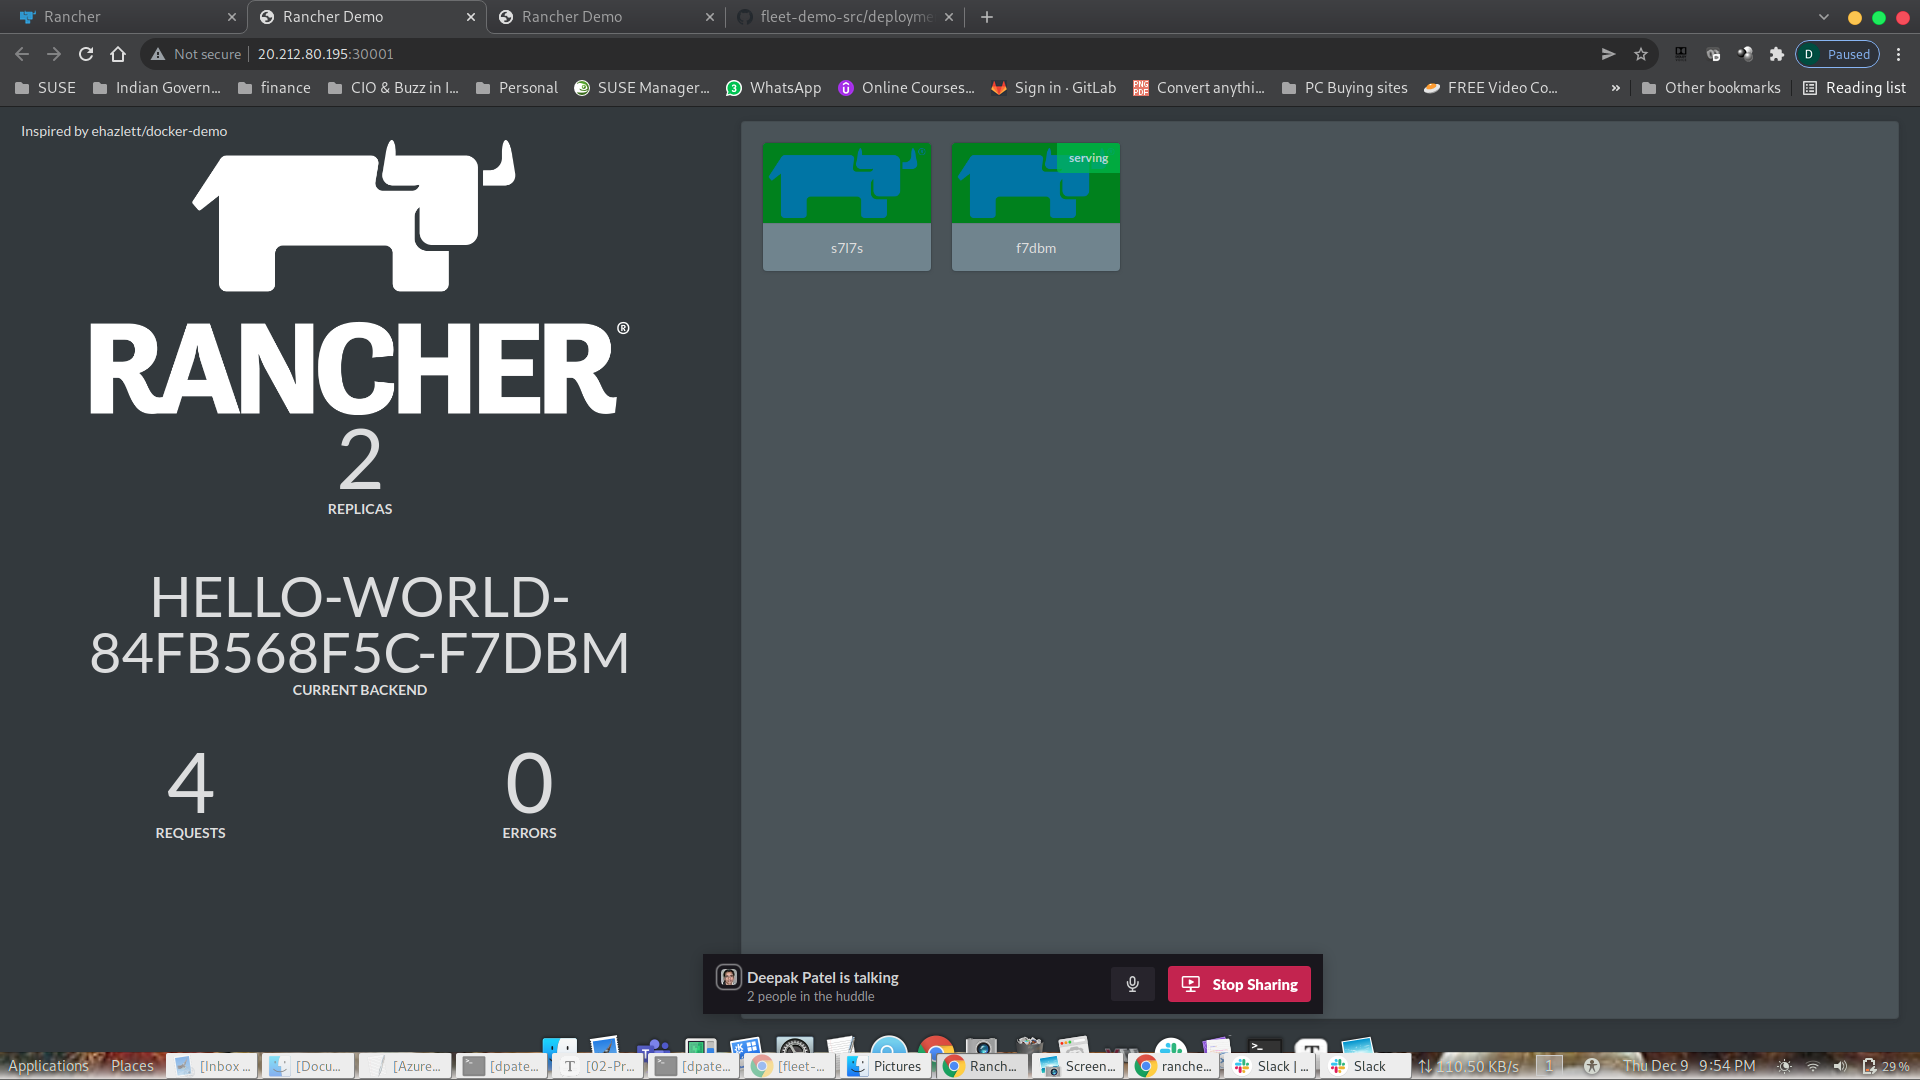 Rancher
Rancher Demo
Rancher Demo
fleet-demo-src/deployme
Not secure
20.212.80.195:30001
D Paused
SUSE
Indian Govern...
finance
CIO & Buzz in I...
Personal
SUSE Manager...
WhatsApp
Online Courses...
Sign in · GitLab
Convert anythi...
PC Buying sites
FREE Video Co...
»
Other bookmarks
Reading list
Inspired by ehazlett/docker-demo
RANCHER®
2
REPLICAS
HELLO-WORLD-
84FB568F5C-F7DBM
CURRENT BACKEND
4
REQUESTS
0
ERRORS
s7l7s
serving
f7dbm
Deepak Patel is talking
2 people in the huddle
Stop Sharing
Applications
Places
[Inbox ...
[Docu...
[Azure...
[dpate...
[02-Pr...
[dpate...
[fleet-...
Pictures
Ranch...
Screen...
ranche...
Slack | ...
Slack
110.50 KB/s
1
Thu Dec 9 9:54 PM
29 %